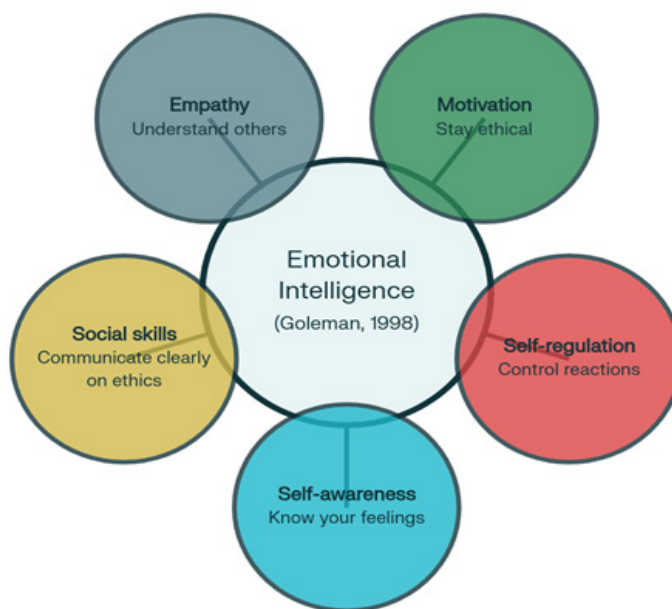 Empathy
Understand others
Motivation
Stay ethical
Emotional
Intelligence
(Goleman, 1998)
Social skills
Communicate clearly
on ethics
Self-regulation
Control reactions
Self-awareness
Know your feelings